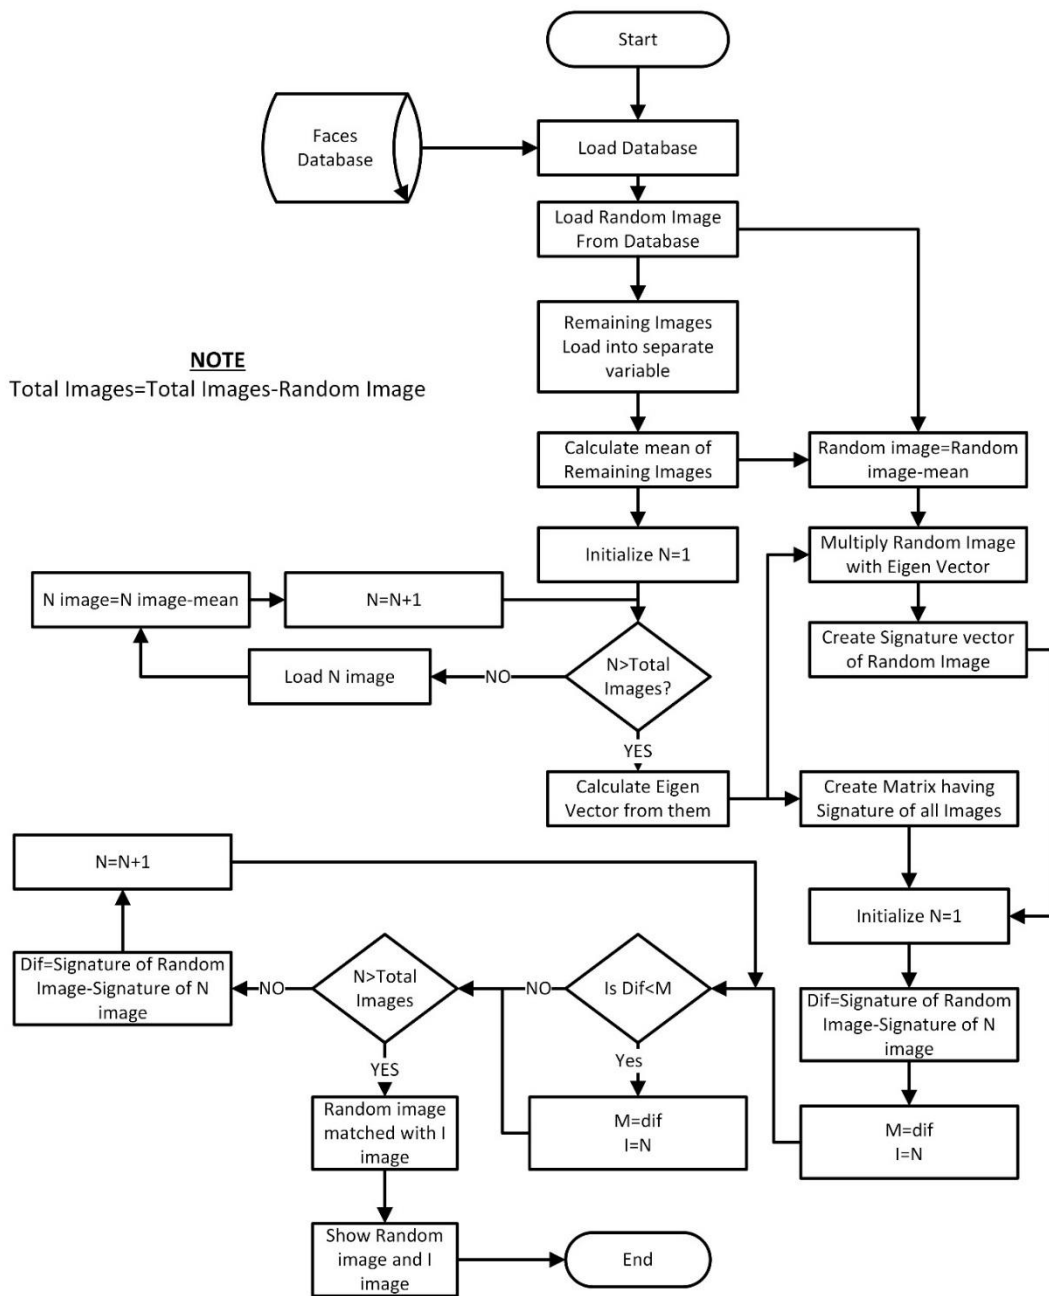 Start
Faces
Database
Load Database
Load Random Image
From Database
Remaining Images
Load into separate
variable
NOTE
Total Images=Total Images-Random Image
Calculate mean of
Remaining Images
Random image=Random
image-mean
Initialize N=1
Multiply Random Image
with Eigen Vector
N image=N image-mean
N=N+1
Create Signature vector
of Random Image
N>Total
Images?
NO
Load N image
YES
Calculate Eigen
Vector from them
Create Matrix having
Signature of all Images
N=N+1
Initialize N=1
Dif=Signature of Random
Image-Signature of N
image
NO
N>Total
Images
NO
Is Dif<M
Dif=Signature of Random
Image-Signature of N
image
YES
Yes
Random image
matched with I
image
M=dif
I=N
M=dif
I=N
Show Random
image and I
image
End